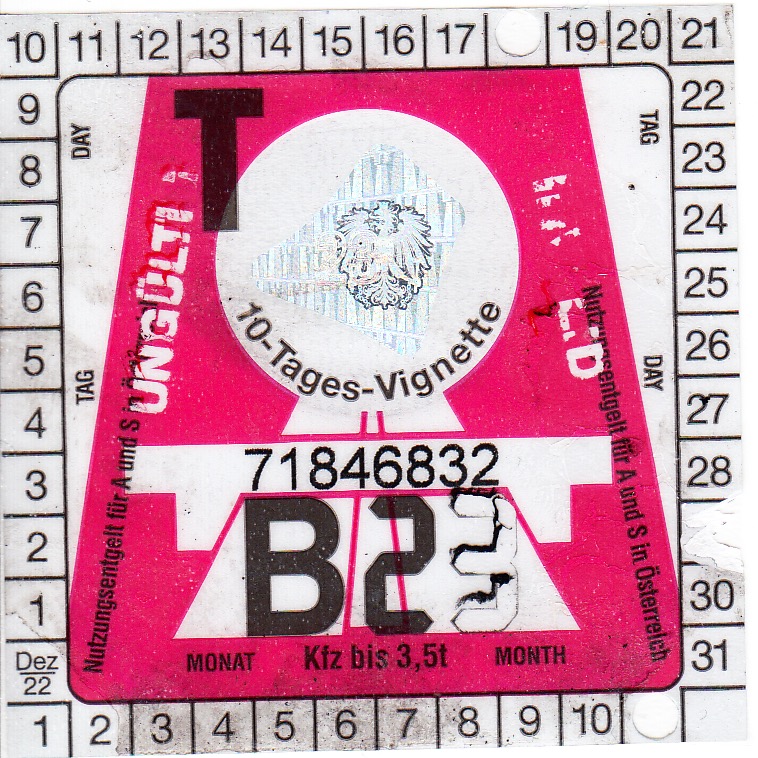 10 11 12 13 14 15 16 17 19 20 21
9 22
8 23
7 24
6 25
5 26
4 27
3 28
2
1 30
Dez 22 31
1 2 3 4 5 6 7 8 9 10
DAY
TAG
TAG
DAY
T
10-Tages-Vignette
71846832
B23
MONAT Kfz bis 3,5t MONTH
Nutzungsentgelt für A und S in
Nutzungsentgelt für A und S in Österreich
UNGÜLTI